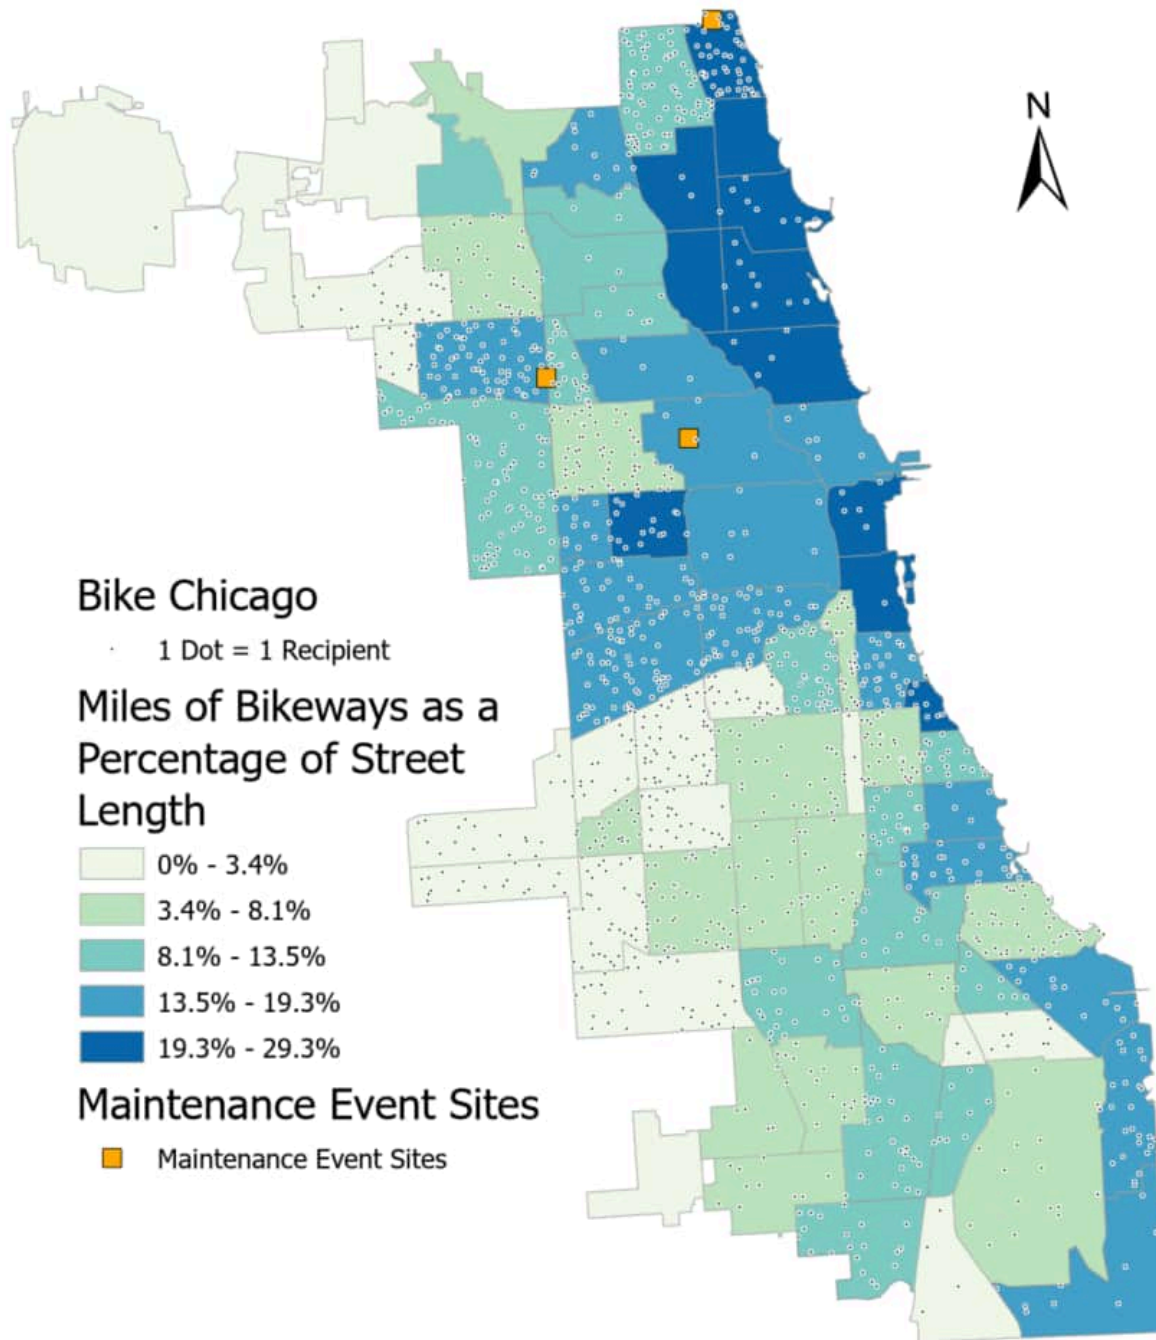 N
Bike Chicago
1 Dot = 1 Recipient
Miles of Bikeways as a
Percentage of Street
Length
0% - 3.4%
3.4% - 8.1%
8.1% - 13.5%
13.5% - 19.3%
19.3% - 29.3%
Maintenance Event Sites
Maintenance Event Sites